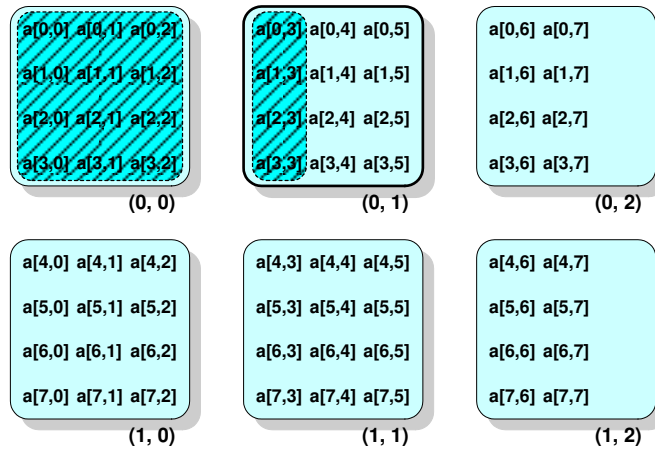 a[0,0] a[0,1] a[0,2] a[0,3] a[0,4] a[0,5] a[0,6] a[0,7]
a[1,0] a[1,1] a[1,2] a[1,3] a[1,4] a[1,5] a[1,6] a[1,7]
a[2,0] a[2,1] a[2,2] a[2,3] a[2,4] a[2,5] a[2,6] a[2,7]
a[3,0] a[3,1] a[3,2] a[3,3] a[3,4] a[3,5] a[3,6] a[3,7]
(0, 0) (0, 1) (0, 2)
a[4,0] a[4,1] a[4,2] a[4,3] a[4,4] a[4,5] a[4,6] a[4,7]
a[5,0] a[5,1] a[5,2] a[5,3] a[5,4] a[5,5] a[5,6] a[5,7]
a[6,0] a[6,1] a[6,2] a[6,3] a[6,4] a[6,5] a[6,6] a[6,7]
a[7,0] a[7,1] a[7,2] a[7,3] a[7,4] a[7,5] a[7,6] a[7,7]
(1, 0) (1, 1) (1, 2)